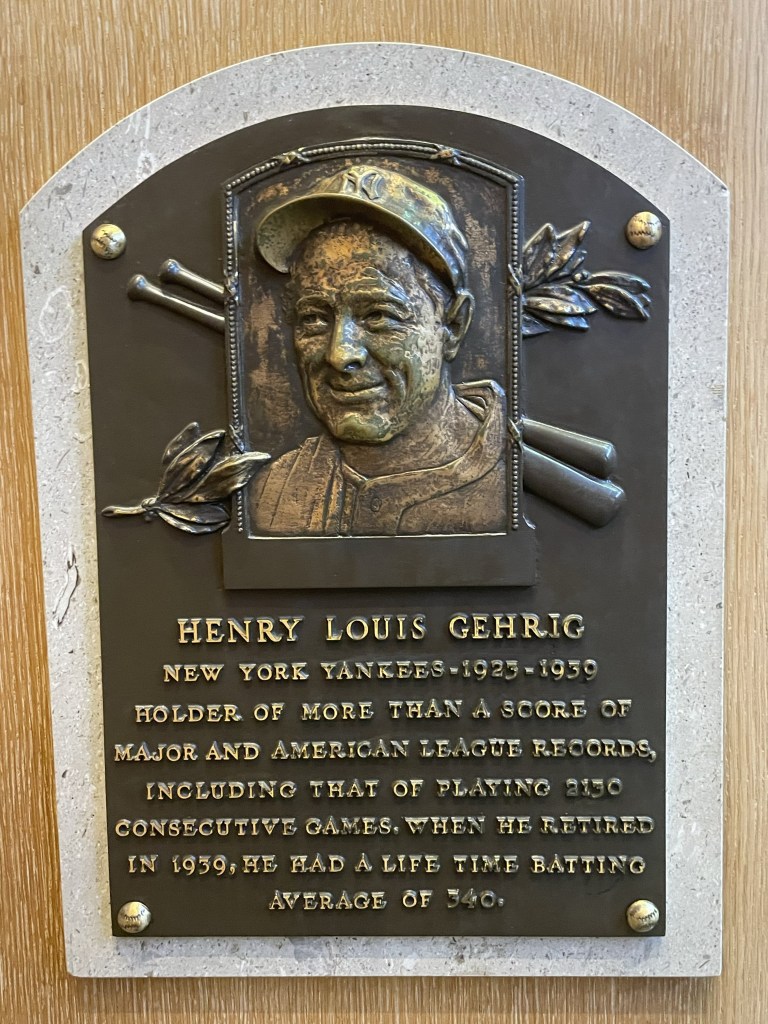 NY
HENRY LOUIS GEHRIG
NEW YORK YANKEES-1923-1939
HOLDER OF MORE THAN A SCORE OF
MAJOR AND AMERICAN LEAGUE RECORDS,
INCLUDING THAT OF PLAYING 2130
CONSECUTIVE GAMES. WHEN HE RETIRED
IN 1939, HE HAD A LIFE TIME BATTING
AVERAGE OF 340.